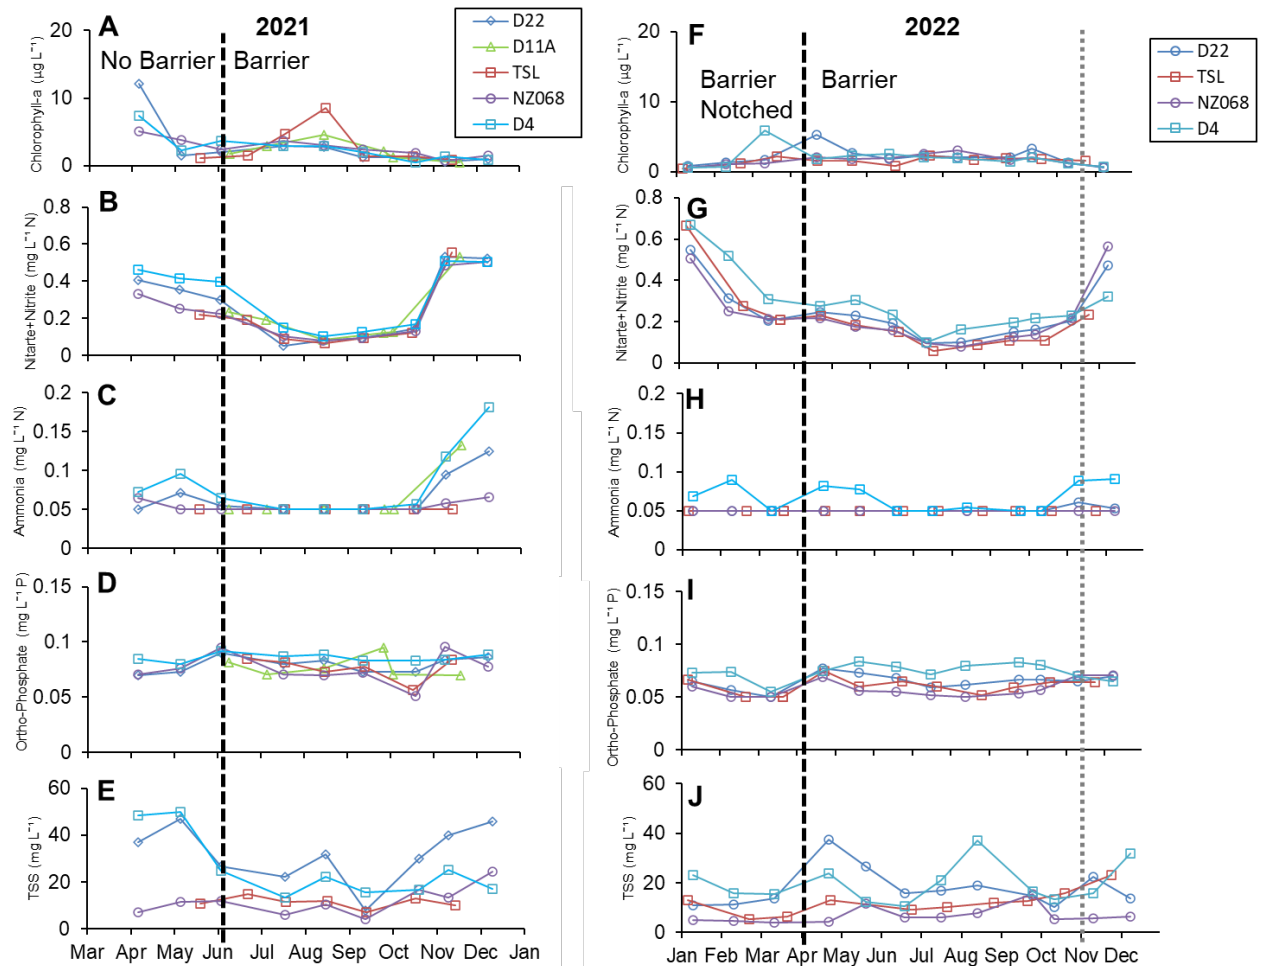 2021
2022
D22
D11A
TSL
NZ068
D4
D22
TSL
NZ068
D4
A
No Barrier
Barrier
Chlorophyll-a (µg L⁻¹)
20
10
0
F
Barrier
Notched
Barrier
Chlorophyll-a (µg L⁻¹)
20
10
0
B
Nitarte+Nitrite (mg L⁻¹ N)
0.8
0.6
0.4
0.2
0
G
Nitarte+Nitrite (mg L⁻¹ N)
0.8
0.6
0.4
0.2
0
C
Ammonia (mg L⁻¹ N)
0.2
0.15
0.1
0.05
0
H
Ammonia (mg L⁻¹ N)
0.2
0.15
0.1
0.05
0
D
Ortho-Phosphate (mg L⁻¹ P)
0.15
0.1
0.05
0
I
Ortho-Phosphate (mg L⁻¹ P)
0.15
0.1
0.05
0
E
TSS (mg L⁻¹)
60
40
20
0
Mar Apr May Jun Jul Aug Sep Oct Nov Dec Jan
J
TSS (mg L⁻¹)
60
40
20
0
Jan Feb Mar Apr May Jun Jul Aug Sep Oct Nov Dec